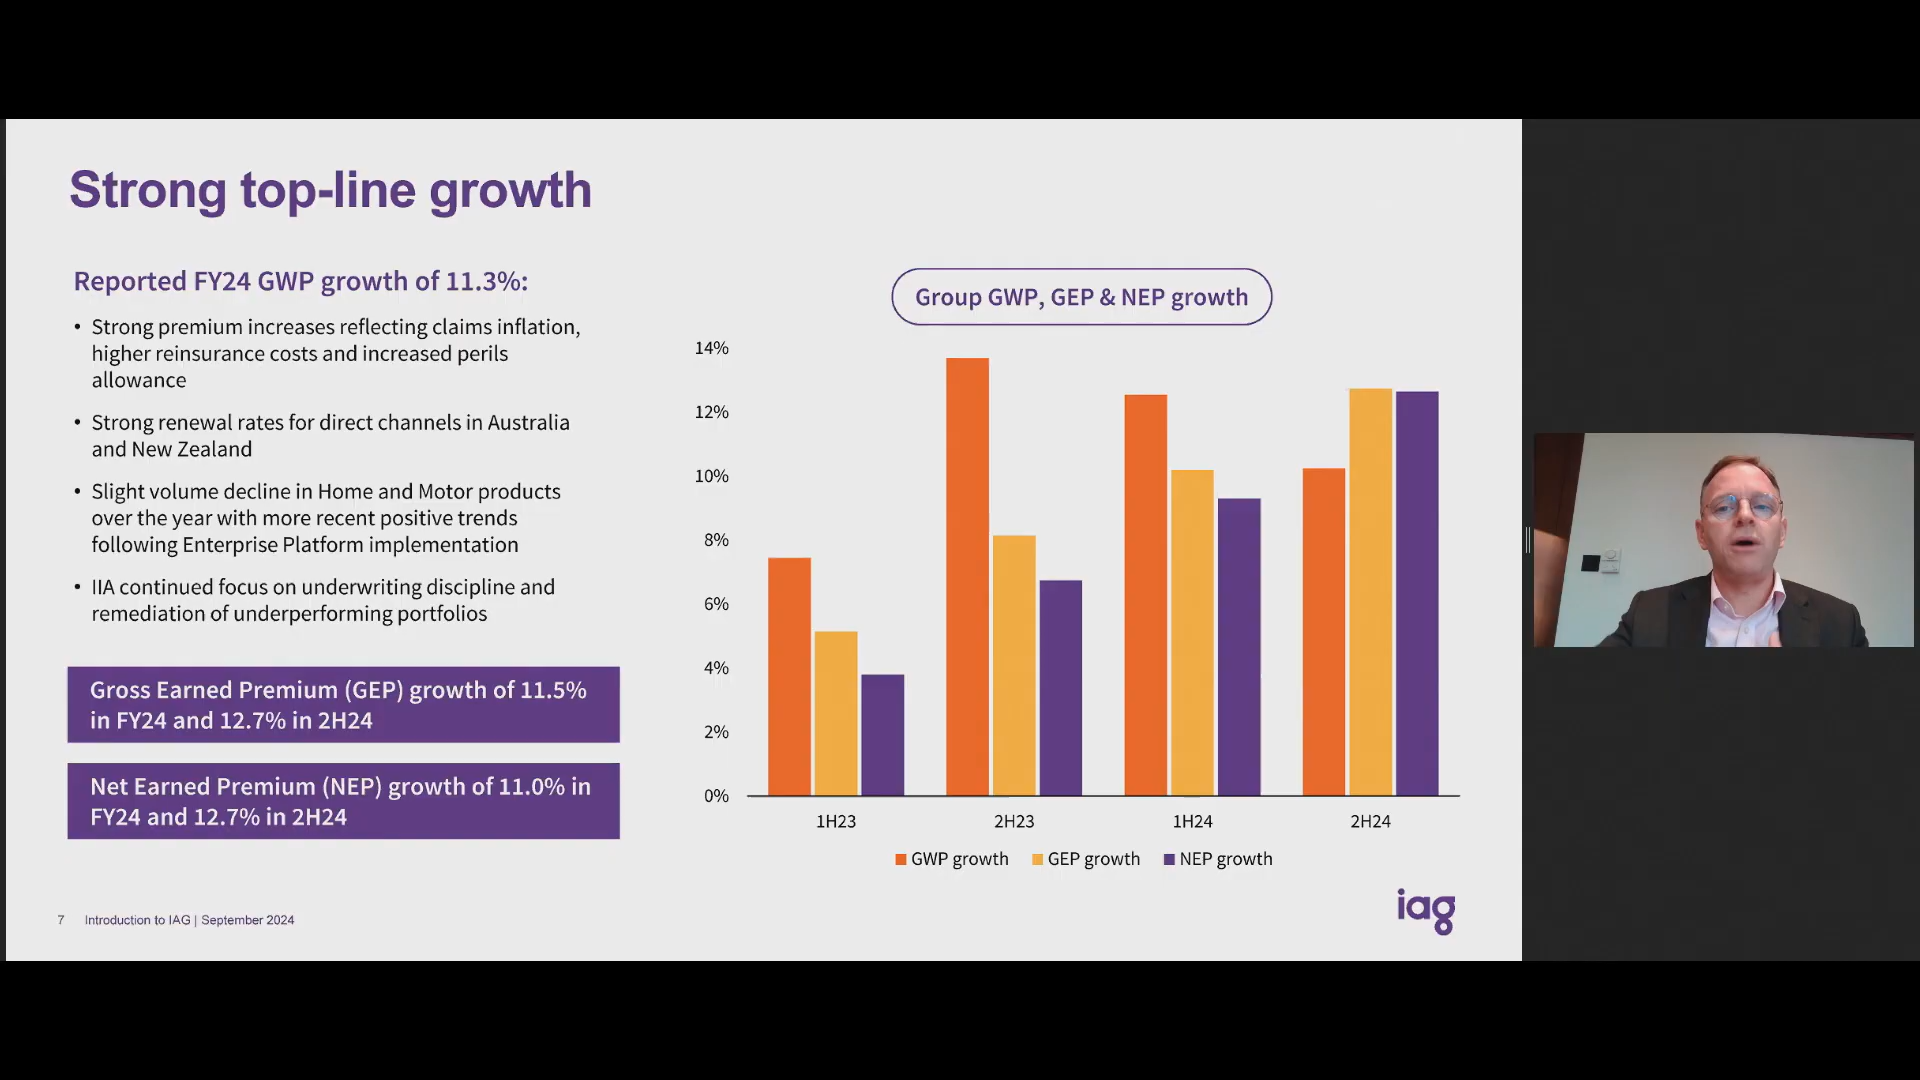 Strong top-line growth
Reported FY24 GWP growth of 11.3%:
• Strong premium increases reflecting claims inflation,
higher reinsurance costs and increased perils
allowance
• Strong renewal rates for direct channels in Australia
and New Zealand
• Slight volume decline in Home and Motor products
over the year with more recent positive trends
following Enterprise Platform implementation
• IIA continued focus on underwriting discipline and
remediation of underperforming portfolios
Gross Earned Premium (GEP) growth of 11.5%
in FY24 and 12.7% in 2H24
Net Earned Premium (NEP) growth of 11.0% in
FY24 and 12.7% in 2H24
Group GWP, GEP & NEP growth
14%
12%
10%
8%
6%
4%
2%
0%
1H23 2H23 1H24 2H24
GWP growth GEP growth NEP growth
7 Introduction to IAG | September 2024
iag